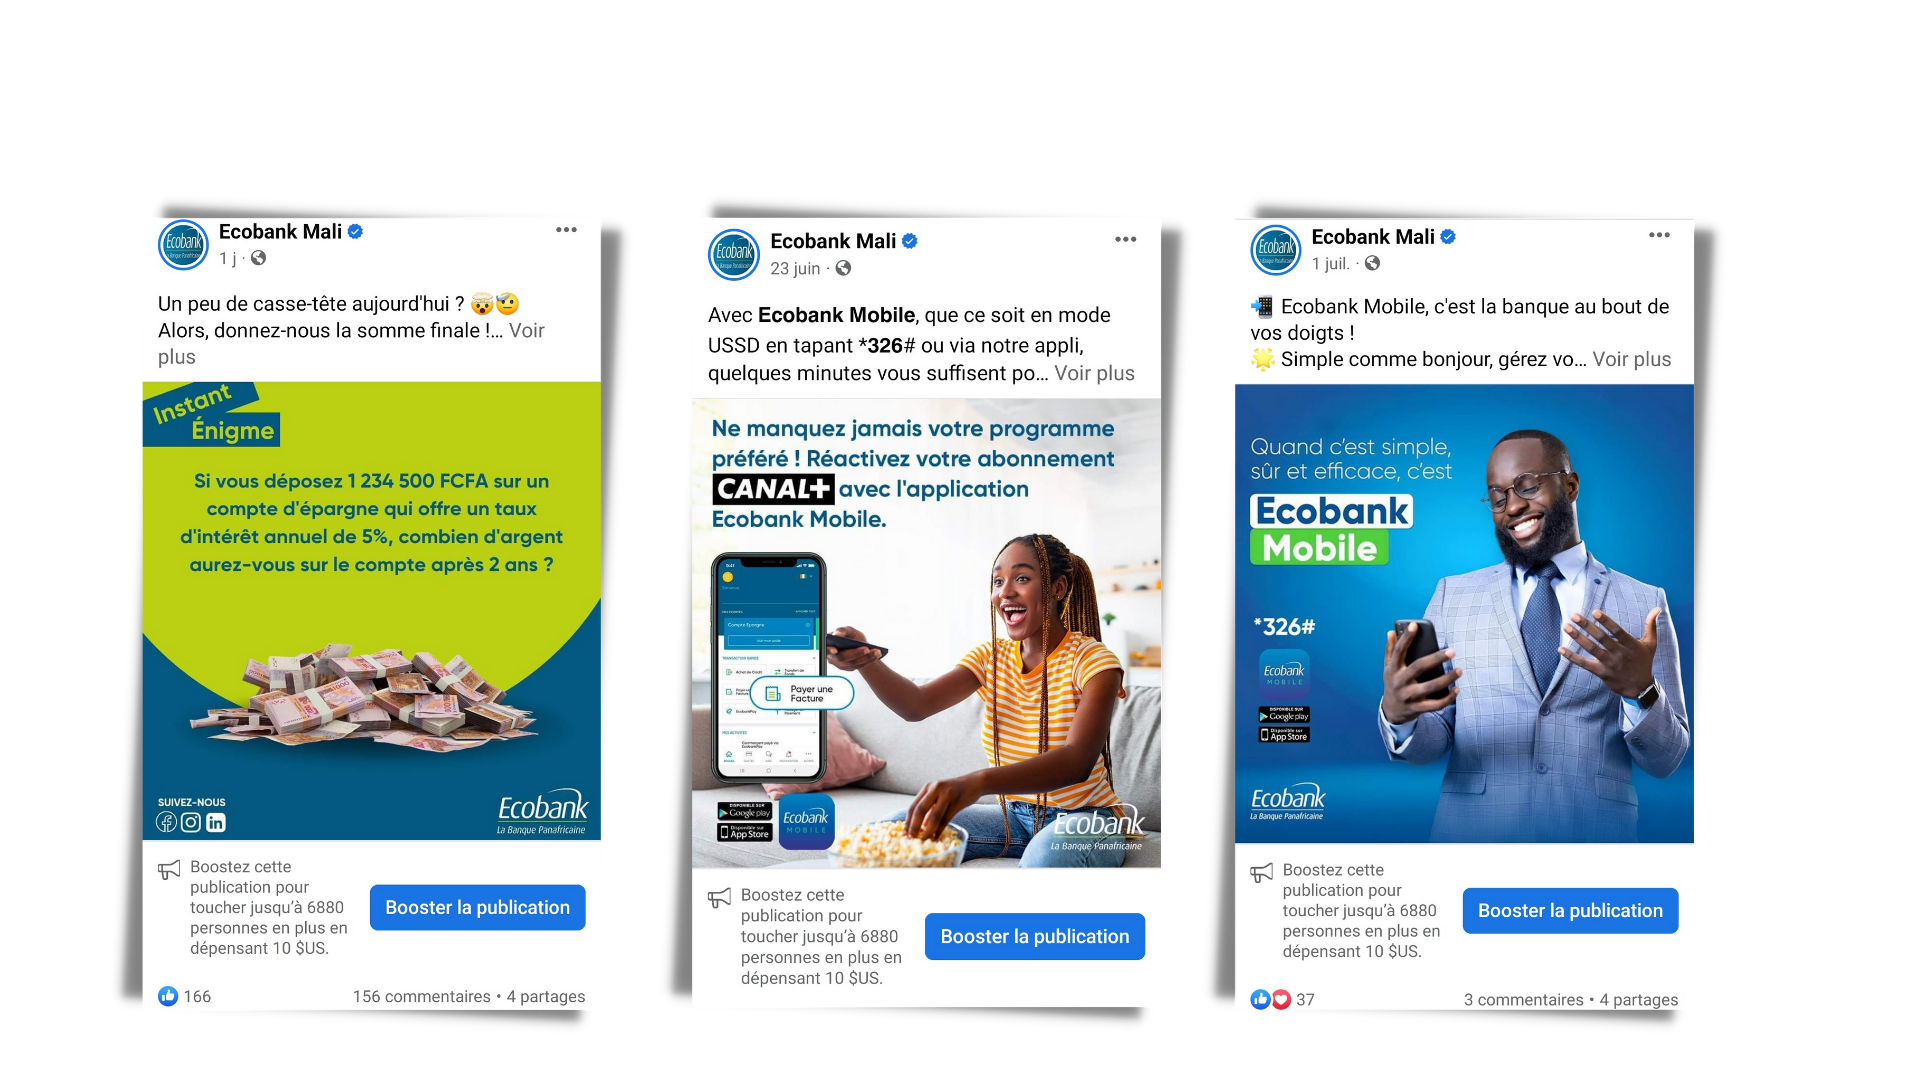 Ecobank Mali
1 j ·
Un peu de casse-tête aujourd'hui ? 🤯🤕
Alors, donnez-nous la somme finale !... Voir
plus
Instant
Énigme
Si vous déposez 1 234 500 FCFA sur un
compte d'épargne qui offre un taux
d'intérêt annuel de 5%, combien d'argent
aurez-vous sur le compte après 2 ans ?
SUIVEZ-NOUS
Ecobank
La Banque Panafricaine
Boostez cette
publication pour
toucher jusqu'à 6880
personnes en plus en
dépensant 10 $US.
Booster la publication
166
156 commentaires • 4 partages
Ecobank Mali
23 juin ·
Avec Ecobank Mobile, que ce soit en mode
USSD en tapant *326# ou via notre appli,
quelques minutes vous suffisent po... Voir plus
Ne manquez jamais votre programme
préféré ! Réactivez votre abonnement
CANAL+ avec l'application
Ecobank Mobile.
Compte Epargne
Payer une
Facture
DISPONIBLE SUR
Google play
Disponible sur
App Store
Ecobank
MOBILE
Ecobank
La Banque Panafricaine
Boostez cette
publication pour
toucher jusqu'à 6880
personnes en plus en
dépensant 10 $US.
Booster la publication
Ecobank Mali
1 juil. ·
📲 Ecobank Mobile, c'est la banque au bout de
vos doigts !
🌟 Simple comme bonjour, gérez vo... Voir plus
Quand c'est simple,
sûr et efficace, c'est
Ecobank
Mobile
*326#
Ecobank
MOBILE
DISPONIBLE SUR
Google play
Disponible sur
App Store
Ecobank
La Banque Panafricaine
Boostez cette
publication pour
toucher jusqu'à 6880
personnes en plus en
dépensant 10 $US.
Booster la publication
37
3 commentaires • 4 partages